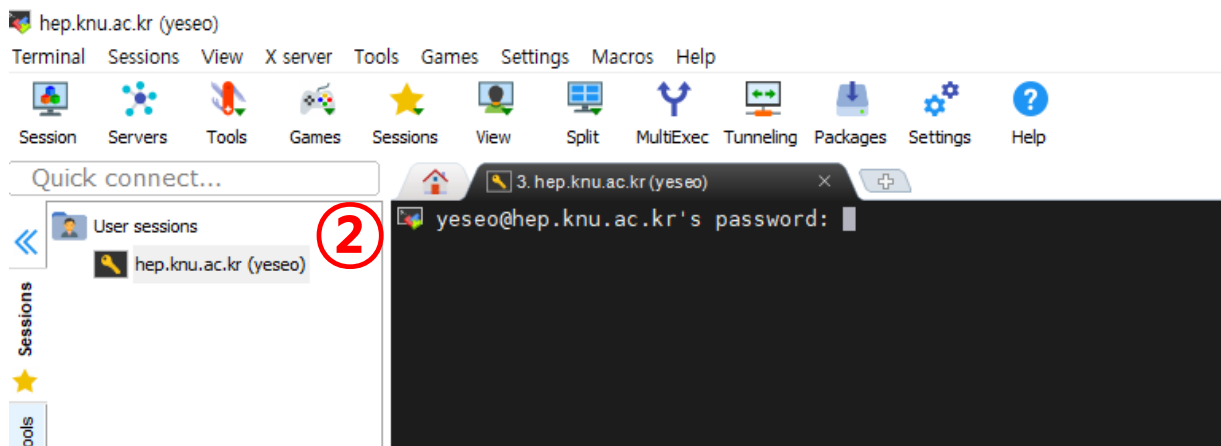 hep.knu.ac.kr (yeseo)
Terminal Sessions View X server Tools Games Settings Macros Help
Session Servers Tools Games Sessions View Split MultiExec Tunneling Packages Settings Help
Quick connect...
3. hep.knu.ac.kr (yeseo)
User sessions
hep.knu.ac.kr (yeseo)
②
yeseo@hep.knu.ac.kr's password:
Sessions